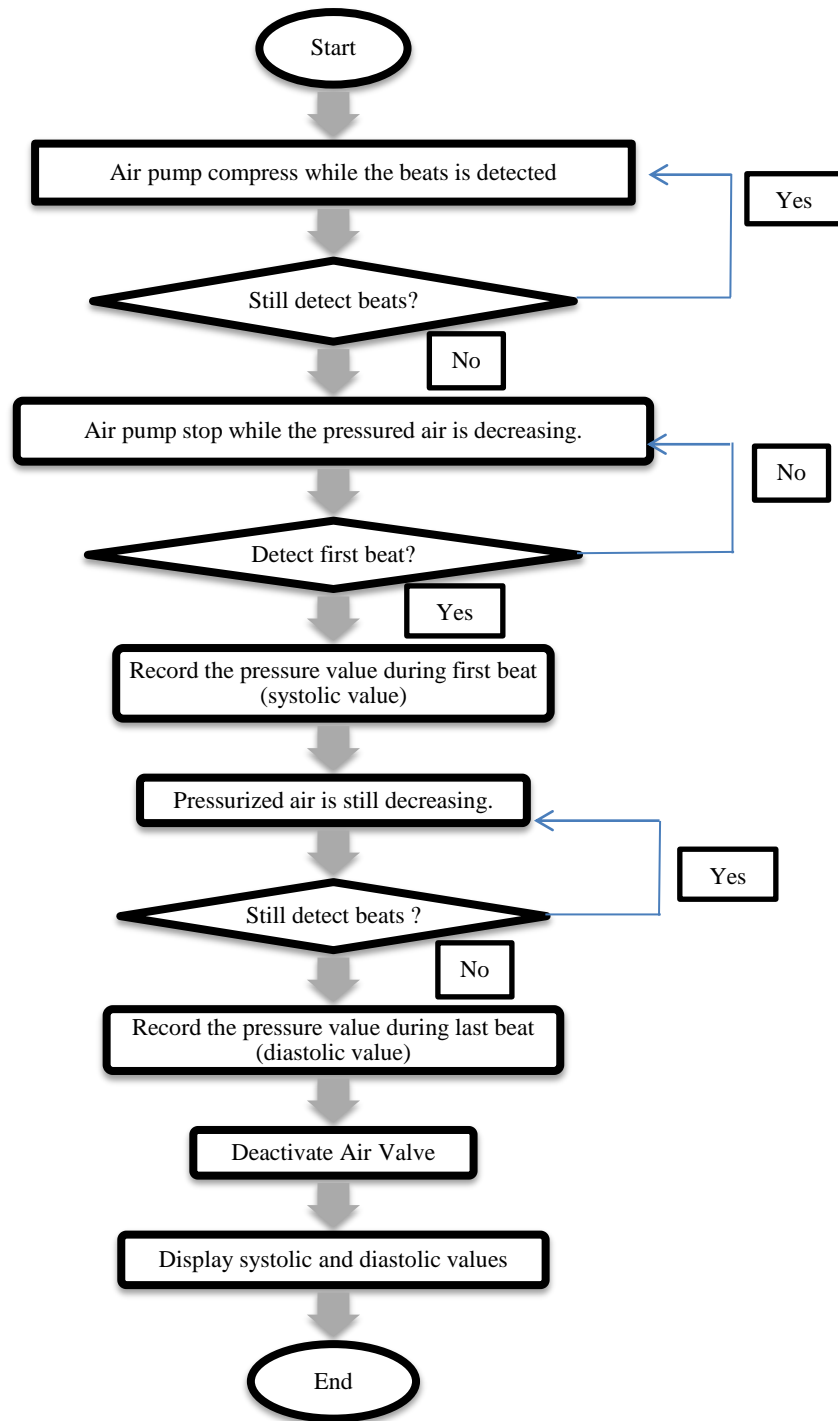 Start
Air pump compress while the beats is detected
Yes
Still detect beats?
No
Air pump stop while the pressured air is decreasing.
No
Detect first beat?
Yes
Record the pressure value during first beat
(systolic value)
Pressurized air is still decreasing.
Yes
Still detect beats ?
No
Record the pressure value during last beat
(diastolic value)
Deactivate Air Valve
Display systolic and diastolic values
End